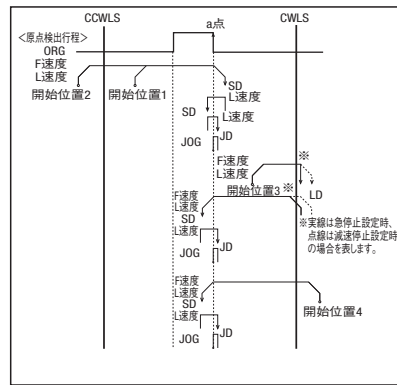 CCWLS
CWLS
<原点検出行程>
a点
ORG
F速度
L速度
SD
L速度
開始位置2
開始位置1
SD
L速度
JOG
JD
F速度
L速度
※
開始位置3
※
LD
F速度
L速度
SD
L速度
JOG
JD
※実線は急停止設定時、
点線は減速停止設定時
の場合を表します。
F速度
L速度
SD
L速度
開始位置4
JOG
JD